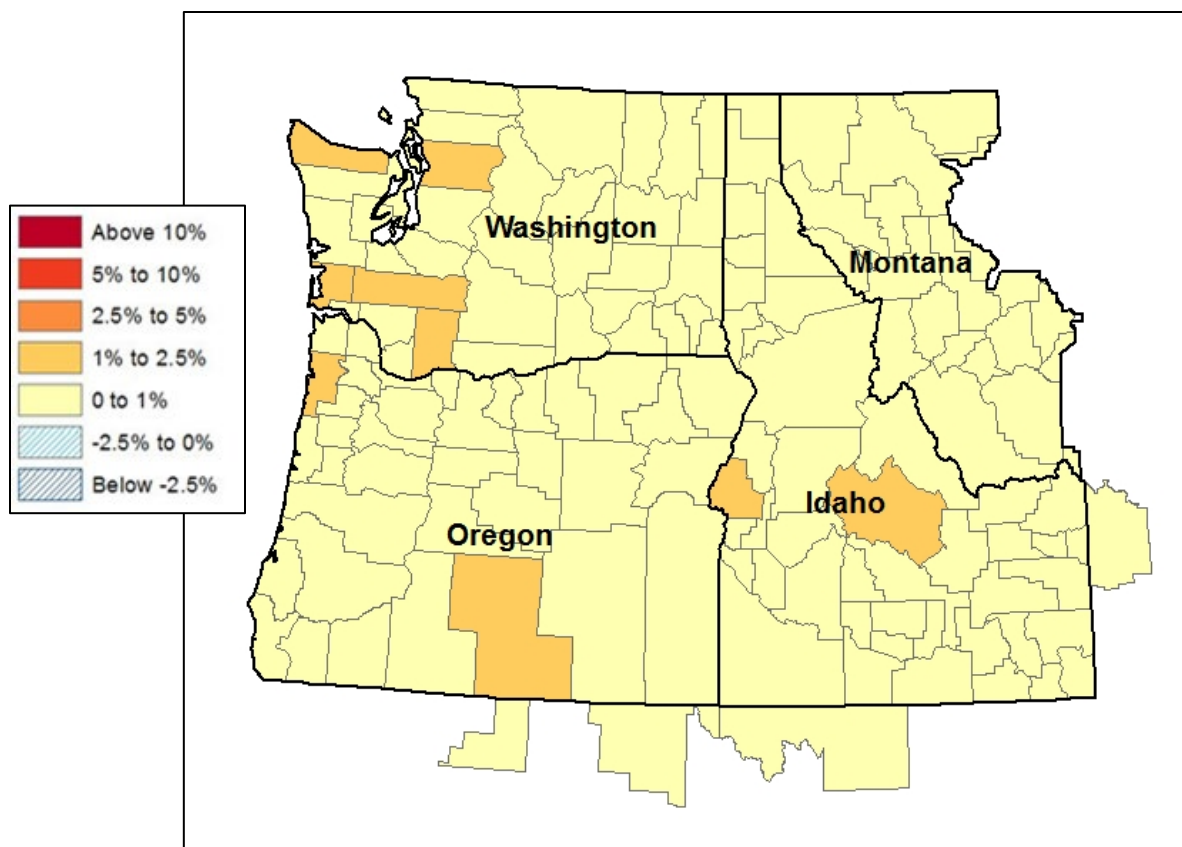 Above 10%
5% to 10%
2.5% to 5%
1% to 2.5%
0 to 1%
-2.5% to 0%
Below -2.5%
Washington
Montana
Idaho
Oregon